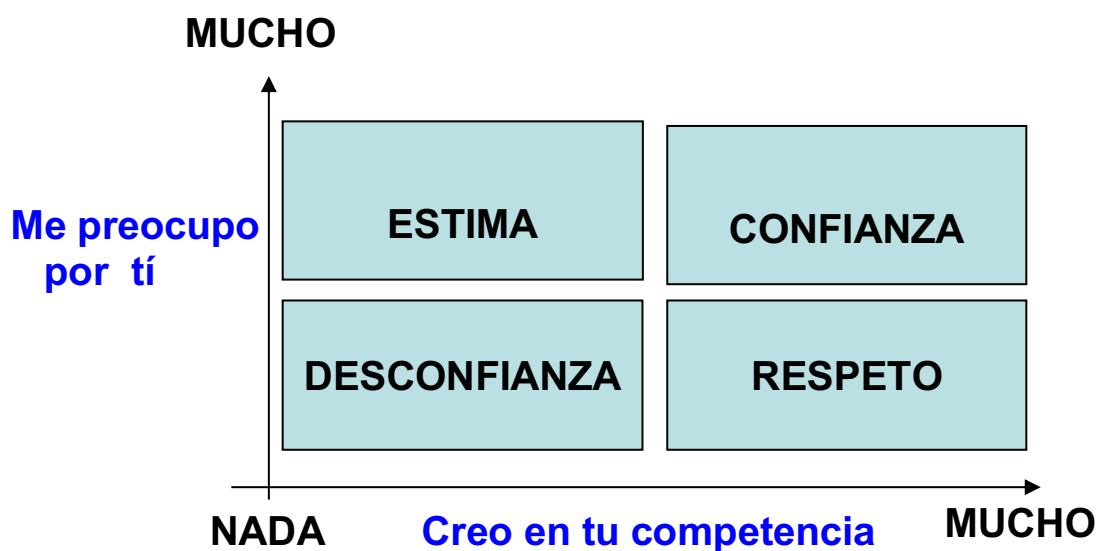 MUCHO
ESTIMA
CONFIANZA
Me preocupo
por tí
DESCONFIANZA
RESPETO
NADA
Creo en tu competencia
MUCHO